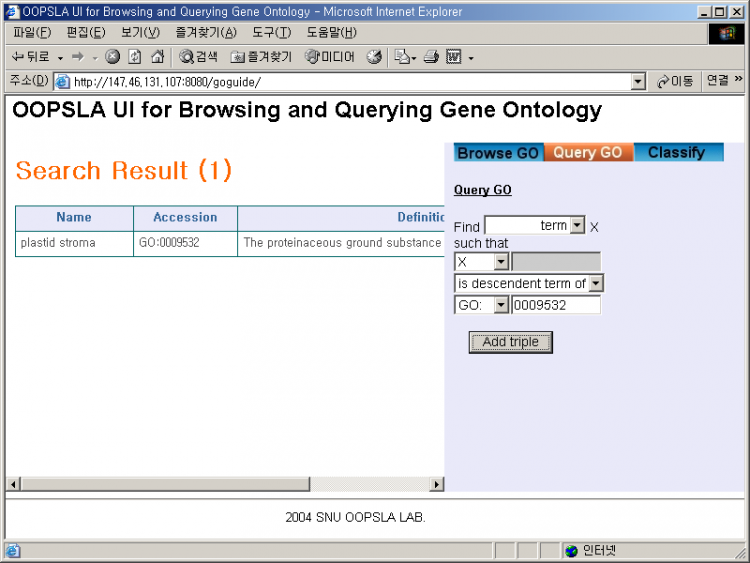 OOPSLA UI for Browsing and Querying Gene Ontology - Microsoft Internet Explorer
파일(F) 편집(E) 보기(V) 즐겨찾기(A) 도구(T) 도움말(H)
뒤로 검색 즐겨찾기 미디어
주소(D) http://147.46.131.107:8080/goguide/ 이동 연결 »
OOPSLA UI for Browsing and Querying Gene Ontology
Browse GO Query GO Classify
Search Result (1)
Name Accession Definitio
plastid stroma GO:0009532 The proteinaceous ground substance
Query GO
Find term X
such that
X
is descendent term of
GO: 0009532
Add triple
2004 SNU OOPSLA LAB.
인터넷